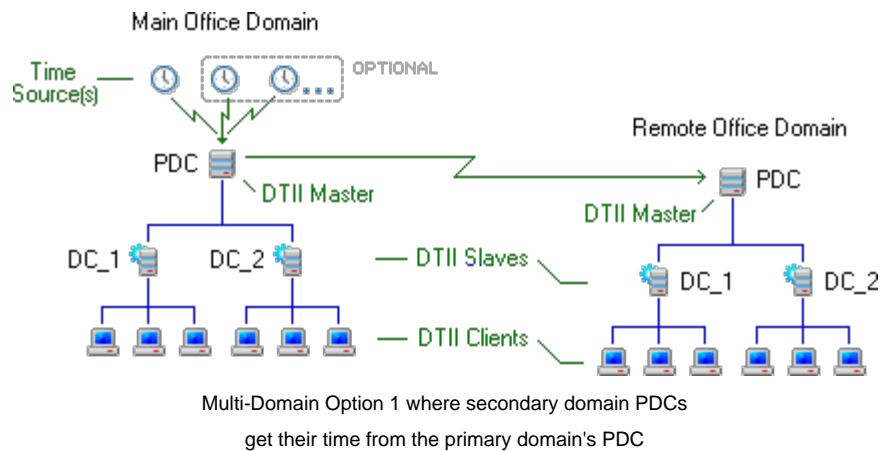 Main Office Domain
Time
Source(s)
OPTIONAL
Remote Office Domain
PDC
DTII Master
PDC
DTII Master
DC_1
DC_2
DTII Slaves
DC_1
DC_2
DTII Clients
Multi-Domain Option 1 where secondary domain PDCs
get their time from the primary domain's PDC